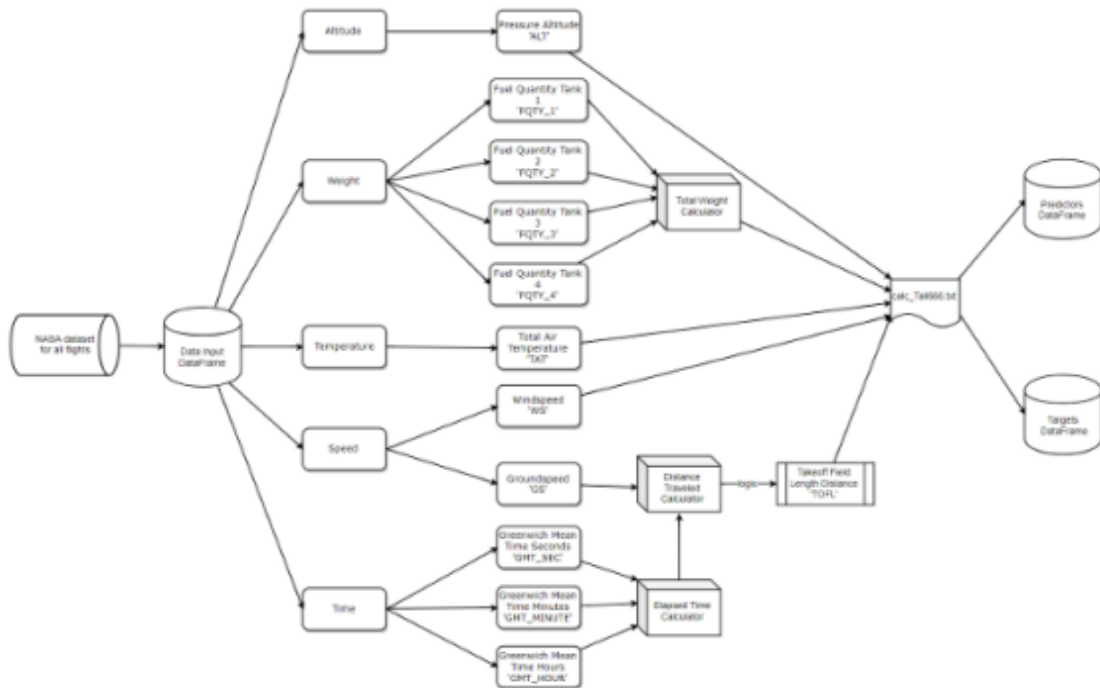 Altitude
Pressure Altitude
'ALT'
Fuel Quantity Tank
1
'FQTY_1'
Fuel Quantity Tank
2
'FQTY_2'
Weight
Fuel Quantity Tank
3
'FQTY_3'
Fuel Quantity Tank
4
'FQTY_4'
Total Weight
Calculator
Predictors
DataFrame
calc_Tail666.txt
NASA dataset
for all flights
Data Input
DataFrame
Temperature
Total Air
Temperature
'TAT'
Windspeed
'WS'
Targets
DataFrame
Speed
Groundspeed
'GS'
Distance
Traveled
Calculator
logic
Takeoff Field
Length Distance
'TOFL'
Greenwich Mean
Time Seconds
'GMT_SEC'
Time
Greenwich Mean
Time Minutes
'GMT_MINUTE'
Elapsed Time
Calculator
Greenwich Mean
Time Hours
'GMT_HOUR'